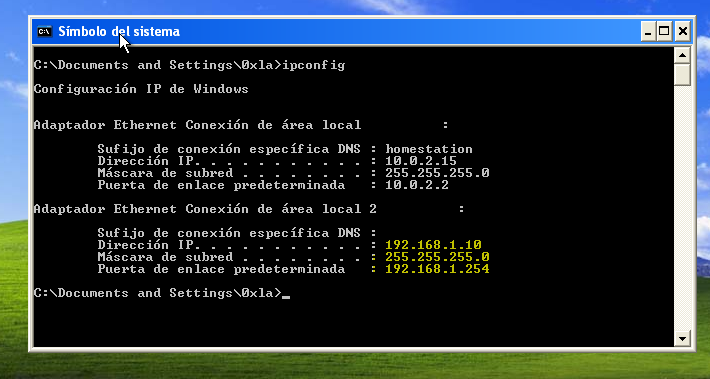 Símbolo del sistema
C:\Documents and Settings\0xla>ipconfig
Configuración IP de Windows
Adaptador Ethernet Conexión de área local          :
Sufijo de conexión específica DNS : homestation
Dirección IP. . . . . . . . . . . : 10.0.2.15
Máscara de subred . . . . . . . . : 255.255.255.0
Puerta de enlace predeterminada   : 10.0.2.2
Adaptador Ethernet Conexión de área local 2          :
Sufijo de conexión específica DNS :
Dirección IP. . . . . . . . . . . : 192.168.1.10
Máscara de subred . . . . . . . . : 255.255.255.0
Puerta de enlace predeterminada   : 192.168.1.254
C:\Documents and Settings\0xla>_